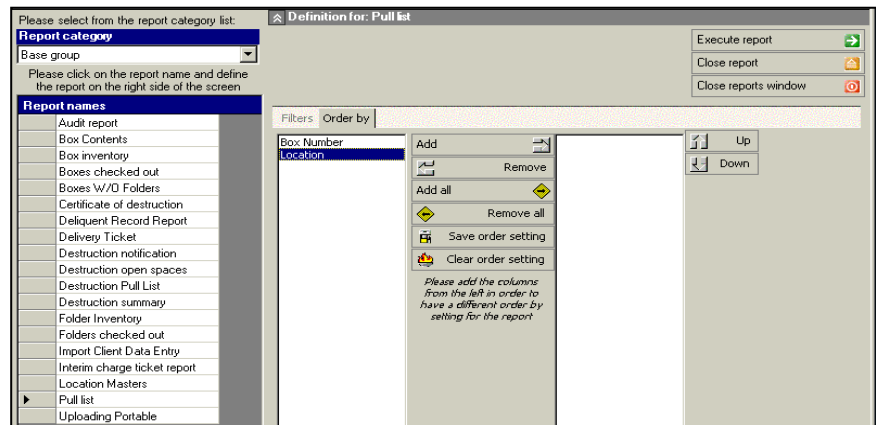 Please select from the report category list:
Report category
Base group
Please click on the report name and define
the report on the right side of the screen
Report names
Audit report
Box Contents
Box inventory
Boxes checked out
Boxes W/O Folders
Certificate of destruction
Deliquent Record Report
Delivery Ticket
Destruction notification
Destruction open spaces
Destruction Pull List
Destruction summary
Folder Inventory
Folders checked out
Import Client Data Entry
Interim charge ticket report
Location Masters
Pull list
Uploading Portable
Definition for: Pull list
Execute report
Close report
Close reports window
Filters Order by
Box Number
Location
Add
Remove
Add all
Remove all
Save order setting
Clear order setting
Please add the columns
from the left in order to
have a different order by
setting for the report
Up
Down